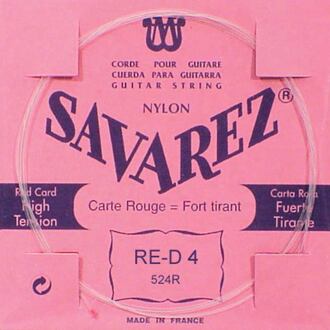 CORDE POUR GUITARE
CUERDA PARA GUITARRA
GUITAR STRING
NYLON
SAVAREZ®
Red Card
High
Tension
Carte Rouge = Fort tirant
Carta Roja
Fuerte
Tirante
RE-D 4
524R
MADE IN FRANCE